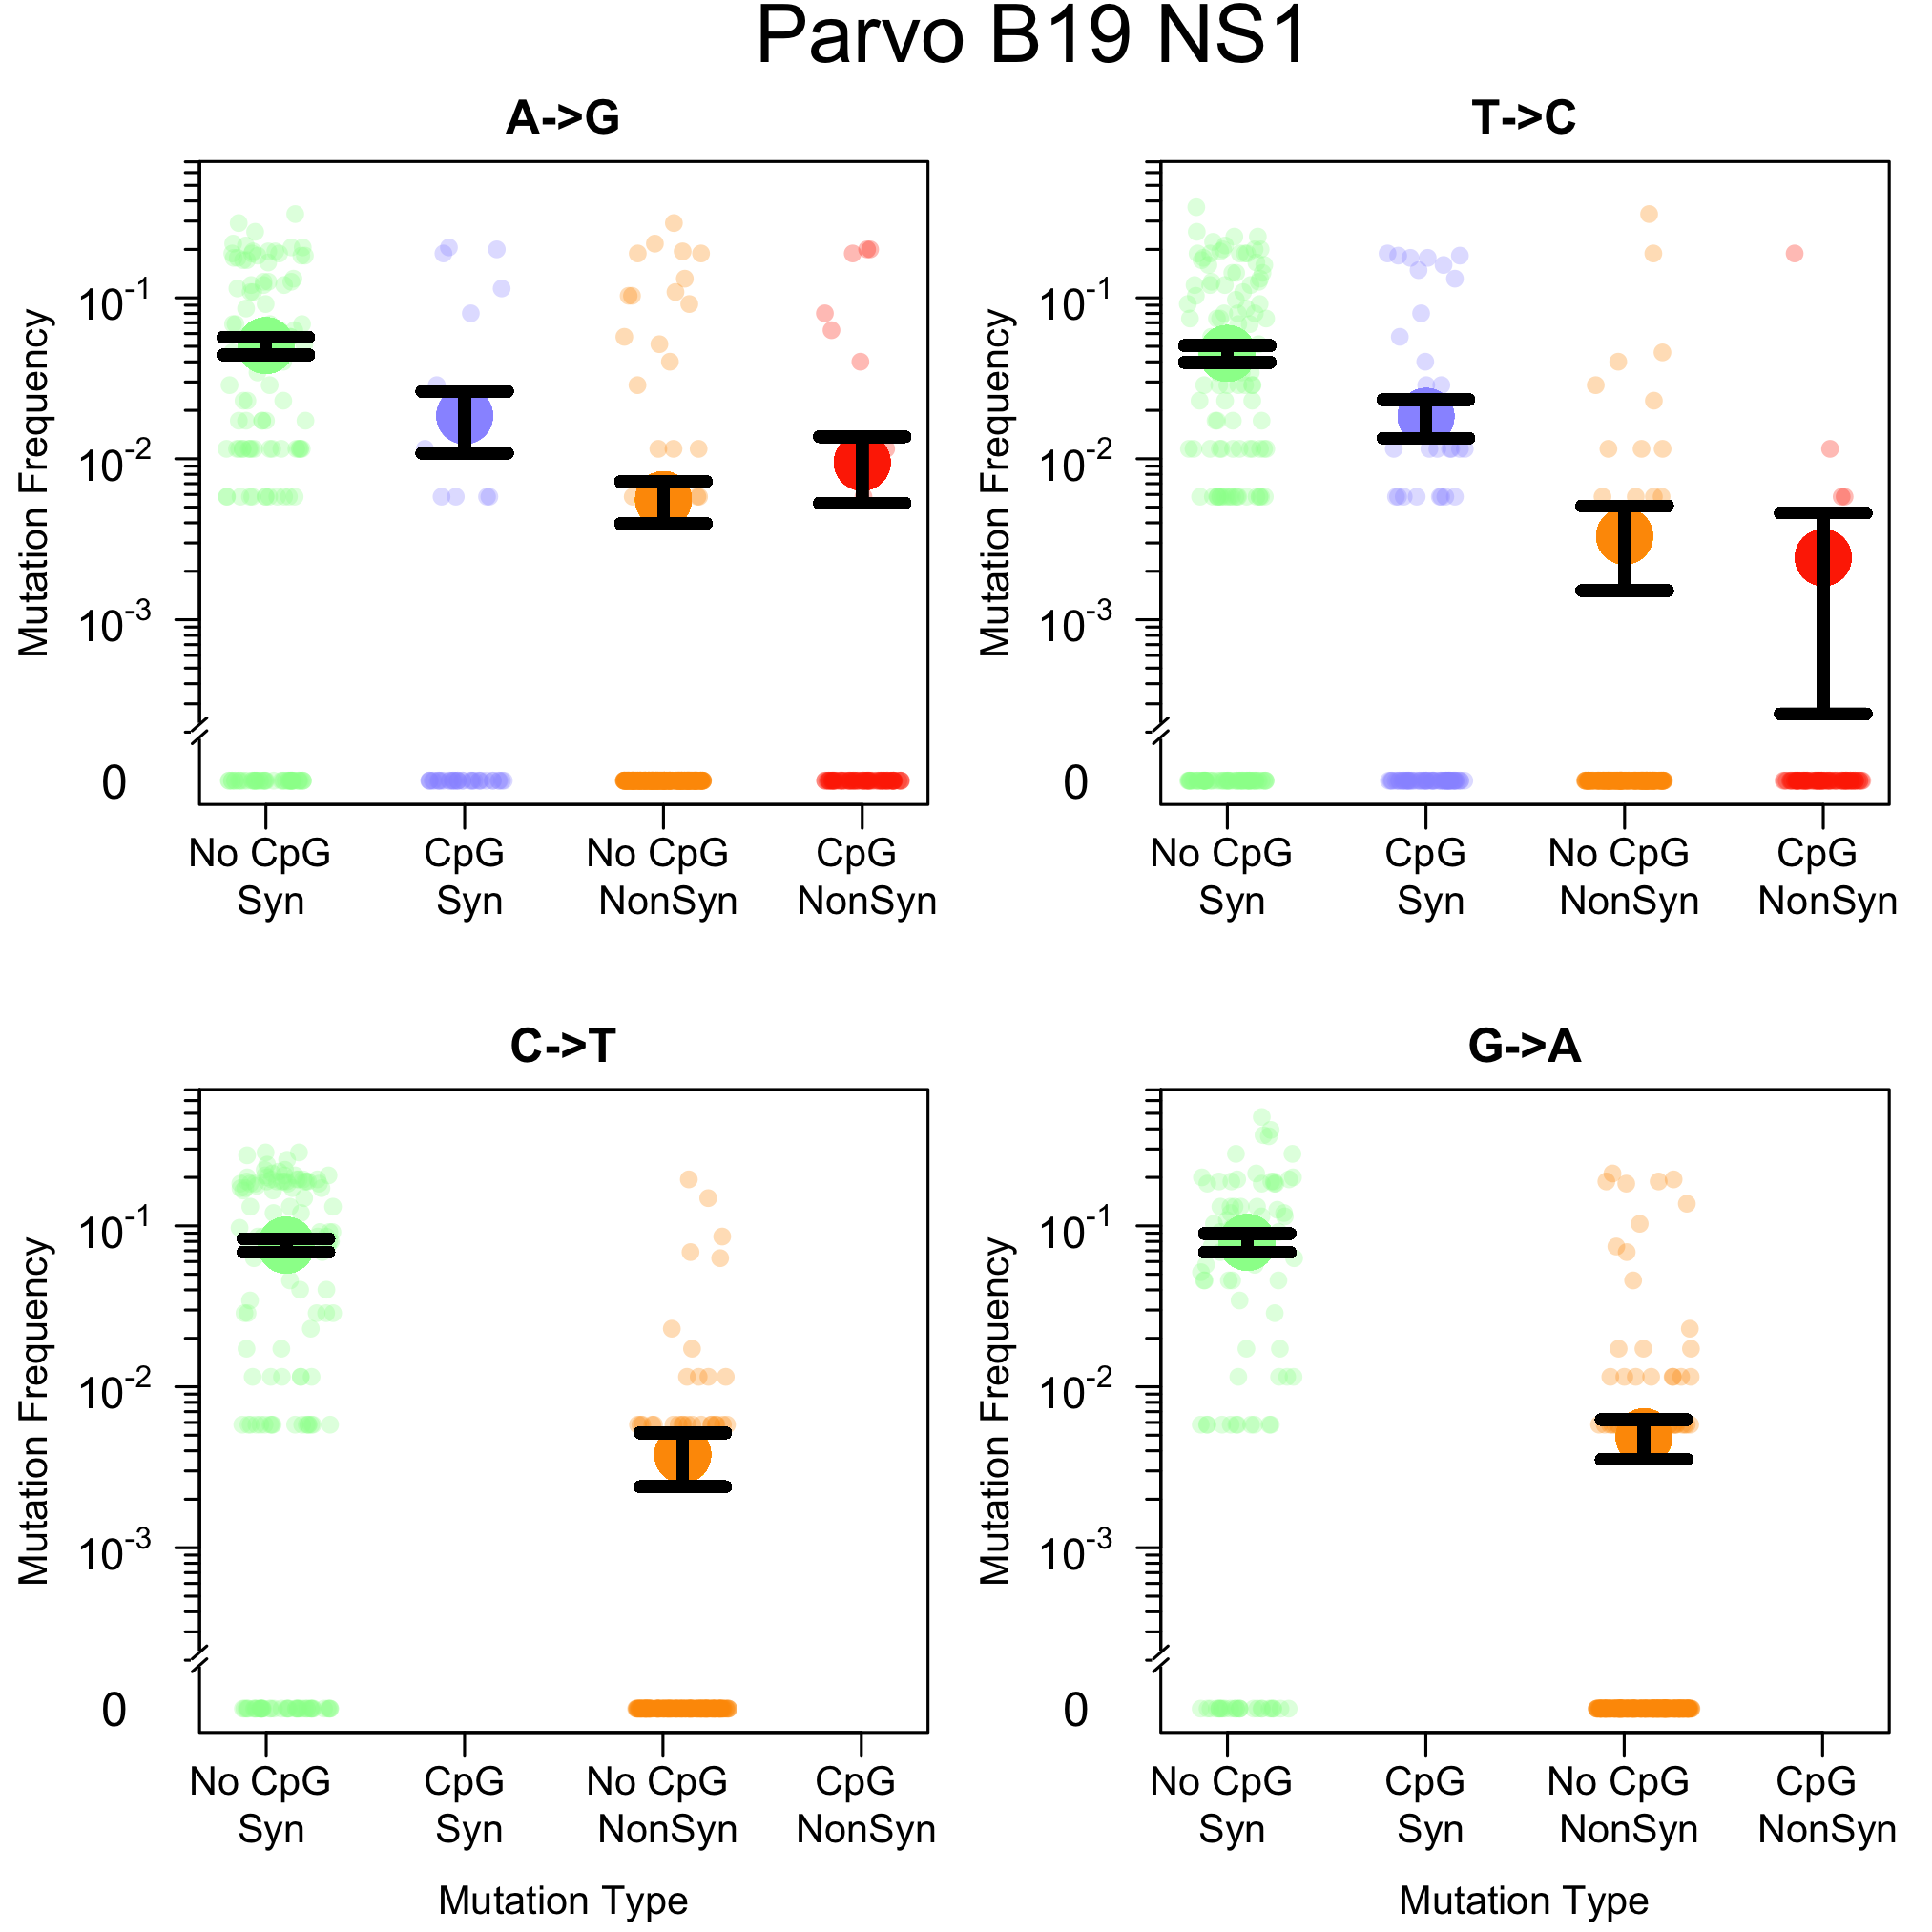 Parvo B19 NS1
A->G
Mutation Frequency
10-1
10-2
10-3
0
No CpG CpG No CpG CpG
Syn Syn NonSyn NonSyn
T->C
Mutation Frequency
10-1
10-2
10-3
0
No CpG CpG No CpG CpG
Syn Syn NonSyn NonSyn
C->T
Mutation Frequency
10-1
10-2
10-3
0
No CpG CpG No CpG CpG
Syn Syn NonSyn NonSyn
Mutation Type
G->A
Mutation Frequency
10-1
10-2
10-3
0
No CpG CpG No CpG CpG
Syn Syn NonSyn NonSyn
Mutation Type